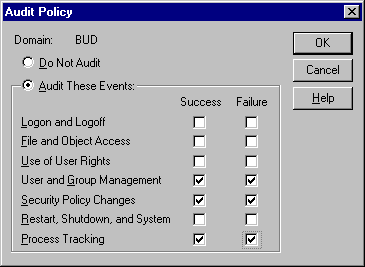 Audit Policy
Domain: BUD
OK
Do Not Audit
Cancel
Audit These Events:
Help
Success Failure
Logon and Logoff
File and Object Access
Use of User Rights
User and Group Management
Security Policy Changes
Restart, Shutdown, and System
Process Tracking